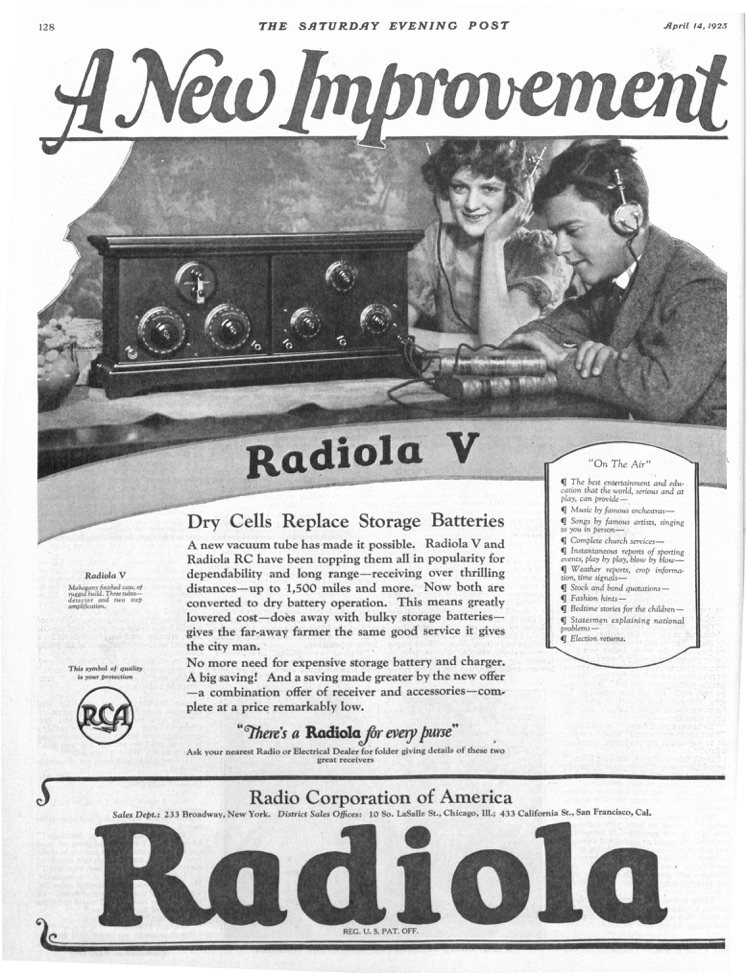 128
THE SATURDAY EVENING POST
April 14, 1923
A New Improvement
Radiola V
"On The Air"
¶ The best entertainment and edu-
cation that the world, serious and at
play, can provide—
¶ Music by famous orchestras—
¶ Songs by famous artists, singing
to you in person—
¶ Complete church services—
¶ Instantaneous reports of sporting
events, play by play, blow by blow—
¶ Weather reports, crop informa-
tion, time signals—
¶ Stock and bond quotations—
¶ Fashion hints—
¶ Bedtime stories for the children—
¶ Statesmen explaining national
problems—
¶ Election returns.
Dry Cells Replace Storage Batteries
A new vacuum tube has made it possible. Radiola V and
Radiola RC have been topping them all in popularity for
dependability and long range—receiving over thrilling
distances—up to 1,500 miles and more. Now both are
converted to dry battery operation. This means greatly
lowered cost—does away with bulky storage batteries—
gives the far-away farmer the same good service it gives
the city man.
No more need for expensive storage battery and charger.
A big saving! And a saving made greater by the new offer
—a combination offer of receiver and accessories—com-
plete at a price remarkably low.
"There's a Radiola for every purse"
Ask your nearest Radio or Electrical Dealer for folder giving details of these two
great receivers
Radiola V
Mahogany finished case, of
rugged build. Three tubes—
detector and two step
amplification.
This symbol of quality
is your protection
RCA
Radio Corporation of America
Sales Dept.: 233 Broadway, New York. District Sales Offices: 10 So. LaSalle St., Chicago, Ill.; 433 California St., San Francisco, Cal.
Radiola
REG. U. S. PAT. OFF.